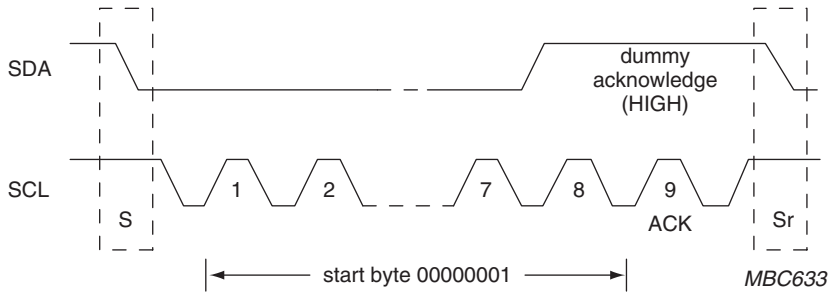 SDA
dummy
acknowledge
(HIGH)
SCL
1
2
7
8
9
S
ACK
Sr
start byte 00000001
MBC633